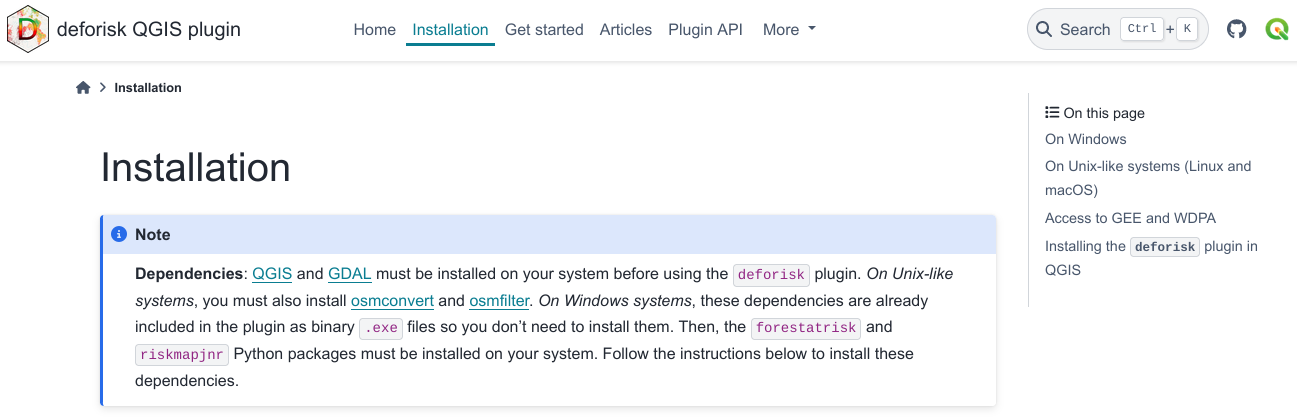 deforisk QGIS plugin
Home Installation Get started Articles Plugin API More
Search Ctrl + K
Installation
On this page
On Windows
On Unix-like systems (Linux and
macOS)
Access to GEE and WDPA
Installing the deforisk plugin in
QGIS
Installation
Note
Dependencies: QGIS and GDAL must be installed on your system before using the deforisk plugin. On Unix-like
systems, you must also install osmconvert and osmfilter. On Windows systems, these dependencies are already
included in the plugin as binary .exe files so you don’t need to install them. Then, the forestatrisk and
riskmapjnr Python packages must be installed on your system. Follow the instructions below to install these
dependencies.